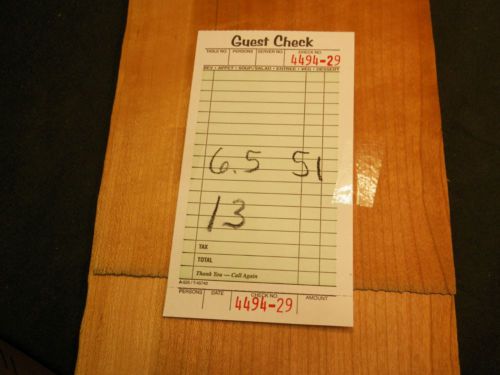 Guest Check
TABLE NO. PERSONS SERVER NO. CHECK NO.
4494-29
BEV • APPET • SOUP/SALAD • ENTREE • VEG • DESSERT
6.5 51
13
TAX
TOTAL
Thank You — Call Again
PERSONS DATE CHECK NO. AMOUNT
4494-29